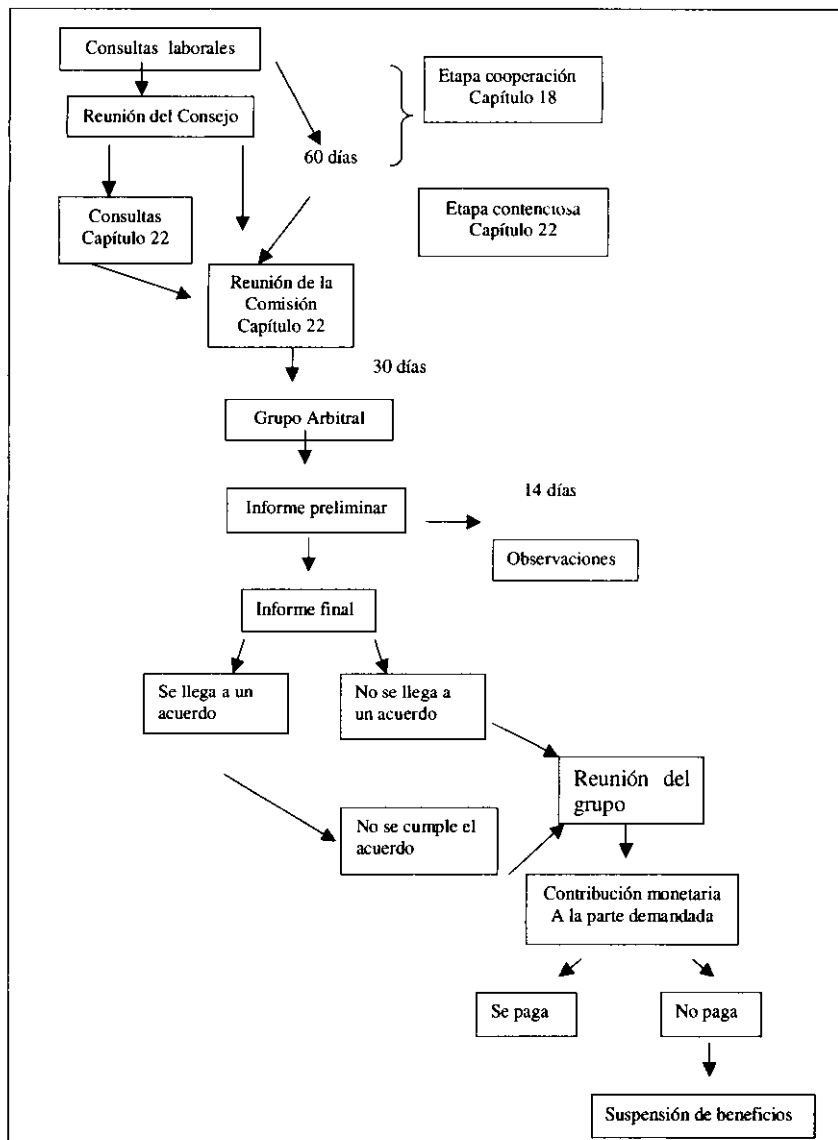 Consultas laborales
Etapa cooperación
Capítulo 18
Reunión del Consejo
60 días
Consultas
Capítulo 22
Etapa contenciosa
Capítulo 22
Reunión de la
Comisión
Capítulo 22
30 días
Grupo Arbitral
Informe preliminar
14 días
Observaciones
Informe final
Se llega a un
acuerdo
No se llega a
un acuerdo
Reunión del
grupo
No se cumple el
acuerdo
Contribución monetaria
A la parte demandada
Se paga
No paga
Suspensión de beneficios